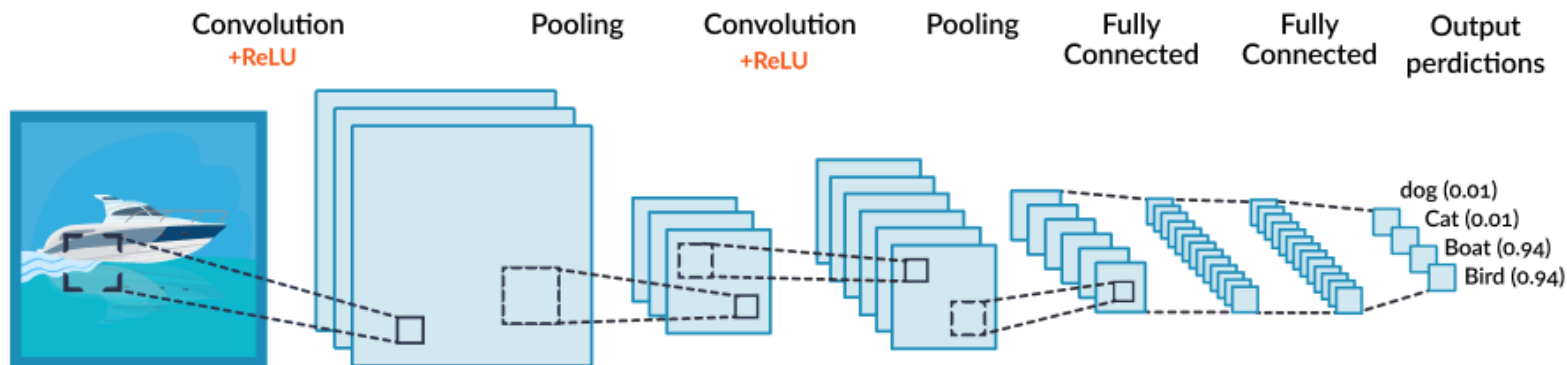 Convolution
+ReLU
Pooling
Convolution
+ReLU
Pooling
Fully
Connected
Fully
Connected
Output
perdictions
dog (0.01)
Cat (0.01)
Boat (0.94)
Bird (0.94)